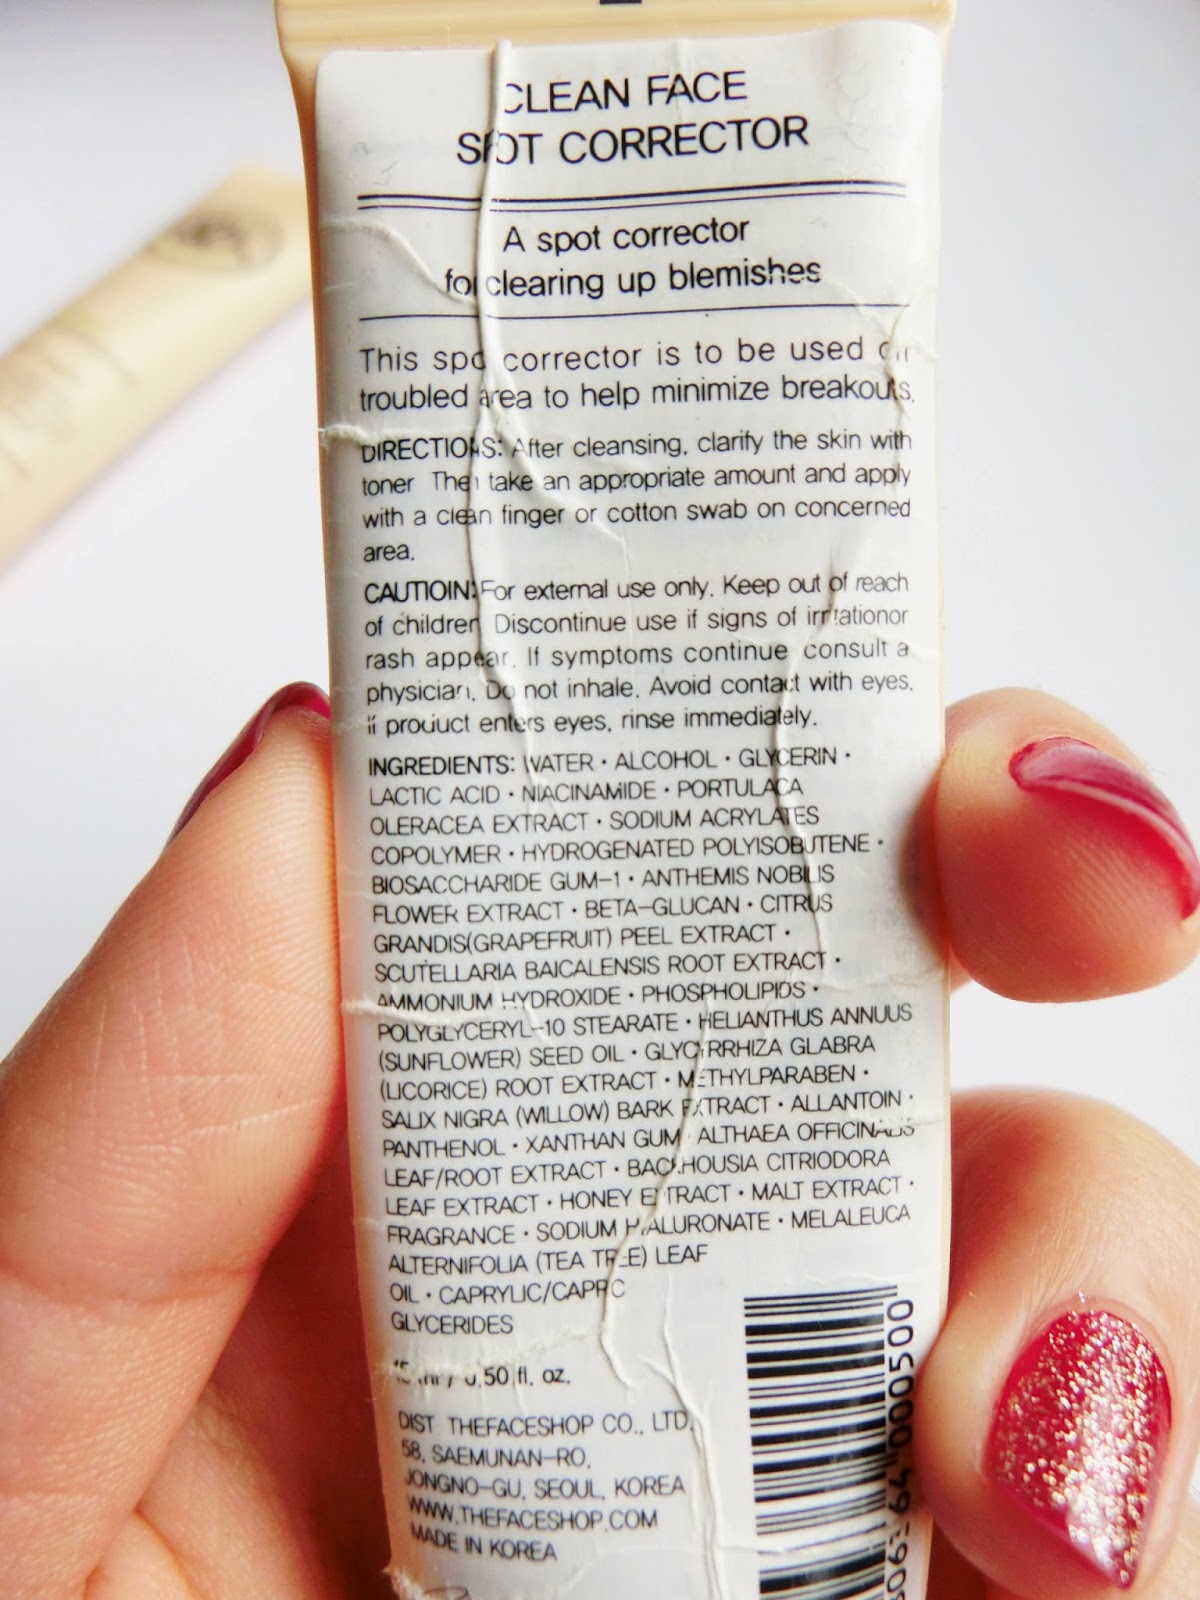 CLEAN FACE
SPOT CORRECTOR
A spot corrector
for clearing up blemishes
This spot corrector is to be used on
troubled area to help minimize breakouts.
DIRECTIONS: After cleansing, clarify the skin with
toner Then take an appropriate amount and apply
with a clean finger or cotton swab on concerned
area.
CAUTIOIN: For external use only. Keep out of reach
of children Discontinue use if signs of irritationor
rash appear. If symptoms continue consult a
physician. Do not inhale. Avoid contact with eyes.
If product enters eyes, rinse immediately.
INGREDIENTS: WATER • ALCOHOL • GLYCERIN •
LACTIC ACID • NIACINAMIDE • PORTULACA
OLERACEA EXTRACT • SODIUM ACRYLATES
COPOLYMER • HYDROGENATED POLYISOBUTENE •
BIOSACCHARIDE GUM-1 • ANTHEMIS NOBILIS
FLOWER EXTRACT • BETA-GLUCAN • CITRUS
GRANDIS(GRAPEFRUIT) PEEL EXTRACT •
SCUTELLARIA BAICALENSIS ROOT EXTRACT •
AMMONIUM HYDROXIDE • PHOSPHOLIPIDS •
POLYGLYCERYL-10 STEARATE • HELIANTHUS ANNUUS
(SUNFLOWER) SEED OIL • GLYCYRRHIZA GLABRA
(LICORICE) ROOT EXTRACT • METHYLPARABEN •
SALIX NIGRA (WILLOW) BARK EXTRACT • ALLANTOIN •
PANTHENOL • XANTHAN GUM • ALTHAEA OFFICINALIS
LEAF/ROOT EXTRACT • BACKHOUSIA CITRIODORA
LEAF EXTRACT • HONEY EXTRACT • MALT EXTRACT •
FRAGRANCE • SODIUM HYALURONATE • MELALEUCA
ALTERNIFOLIA (TEA TREE) LEAF
OIL • CAPRYLIC/CAPRIC
GLYCERIDES
15 ml / 0.50 fl. oz.
DIST THEFACESHOP CO., LTD.
58, SAEMUNAN-RO,
JONGNO-GU, SEOUL, KOREA
WWW.THEFACESHOP.COM
MADE IN KOREA